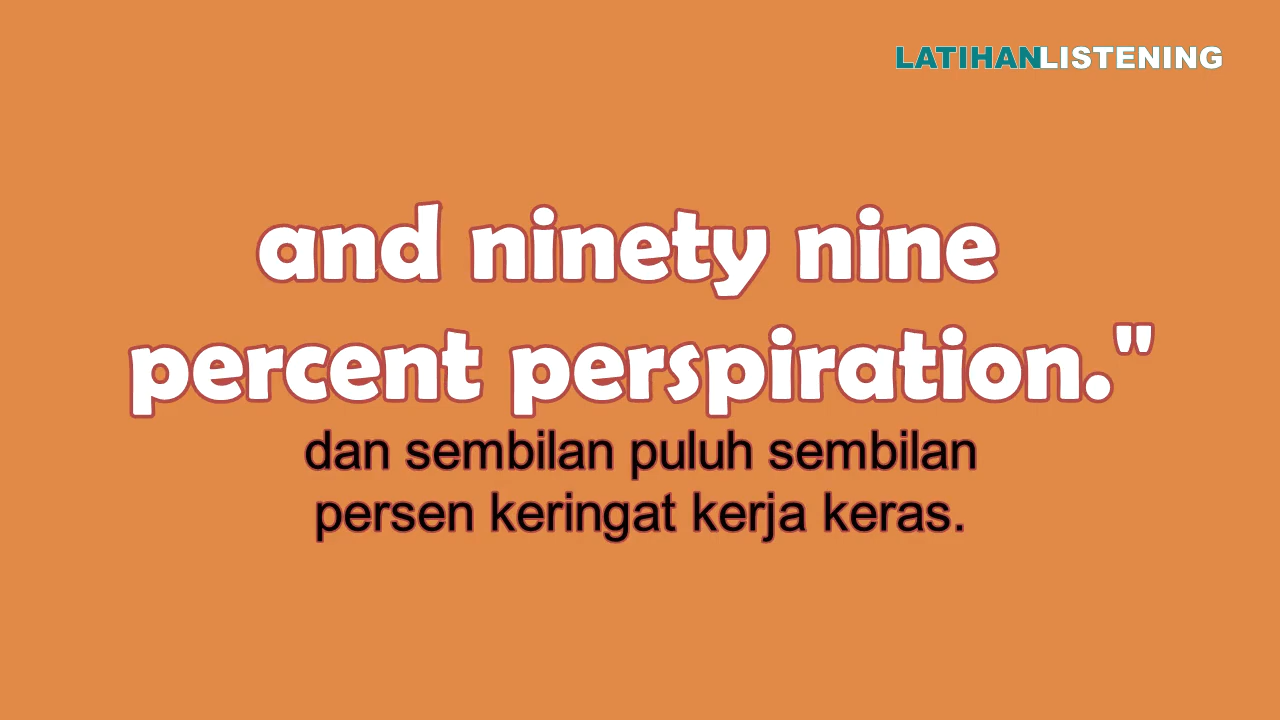 LATIHANLISTENING
and ninety nine
percent perspiration."
dan sembilan puluh sembilan
persen keringat kerja keras.